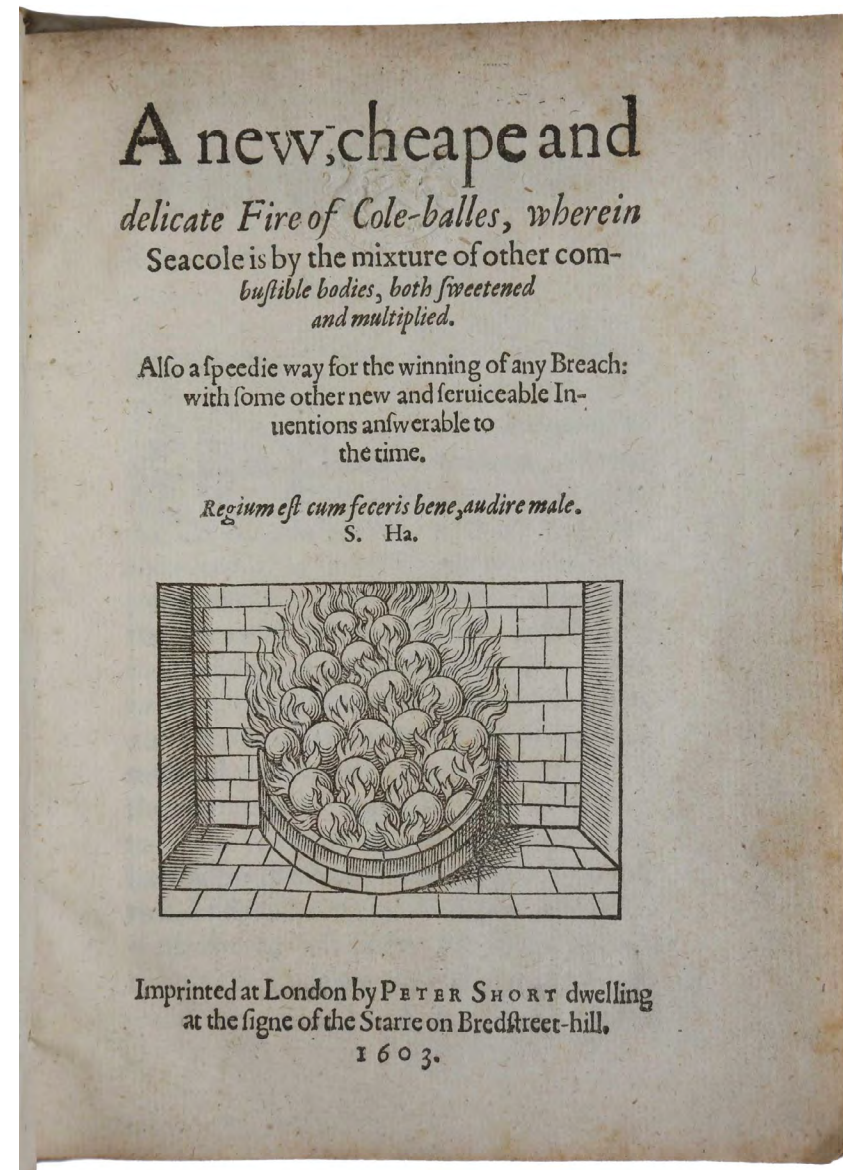 A new, cheape and
delicate Fire of Cole-balles, wherein
Seacole is by the mixture of other com-
buſtible bodies, both ſweetened
and multiplied.
Alſo a ſpeedie way for the winning of any Breach:
with ſome other new and ſeruiceable In-
uentions anſwerable to
the time.
Regium eſt cum feceris bene, audire male.
S. Ha.
Imprinted at London by PETER SHORT dwelling
at the ſigne of the Starre on Bredſtreet-hill.
1603.